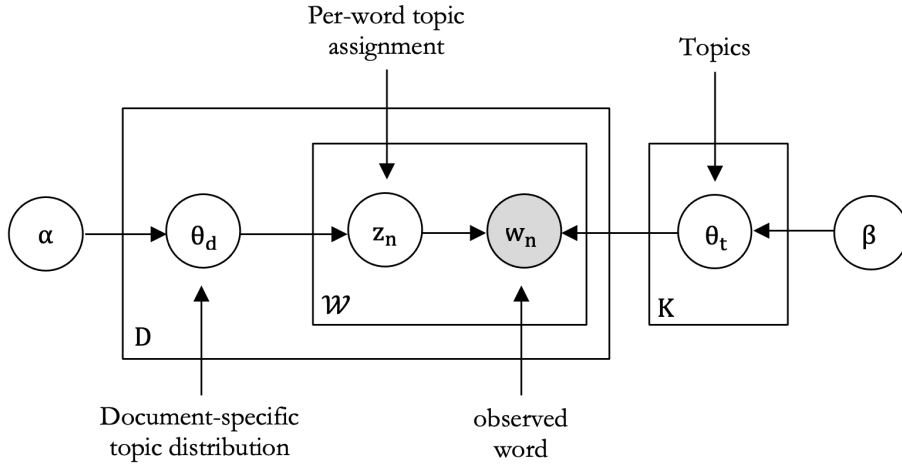 Per-word topic
assignment
Topics
α
θd
zn
wn
θt
β
𝒲
K
D
Document-specific
topic distribution
observed
word